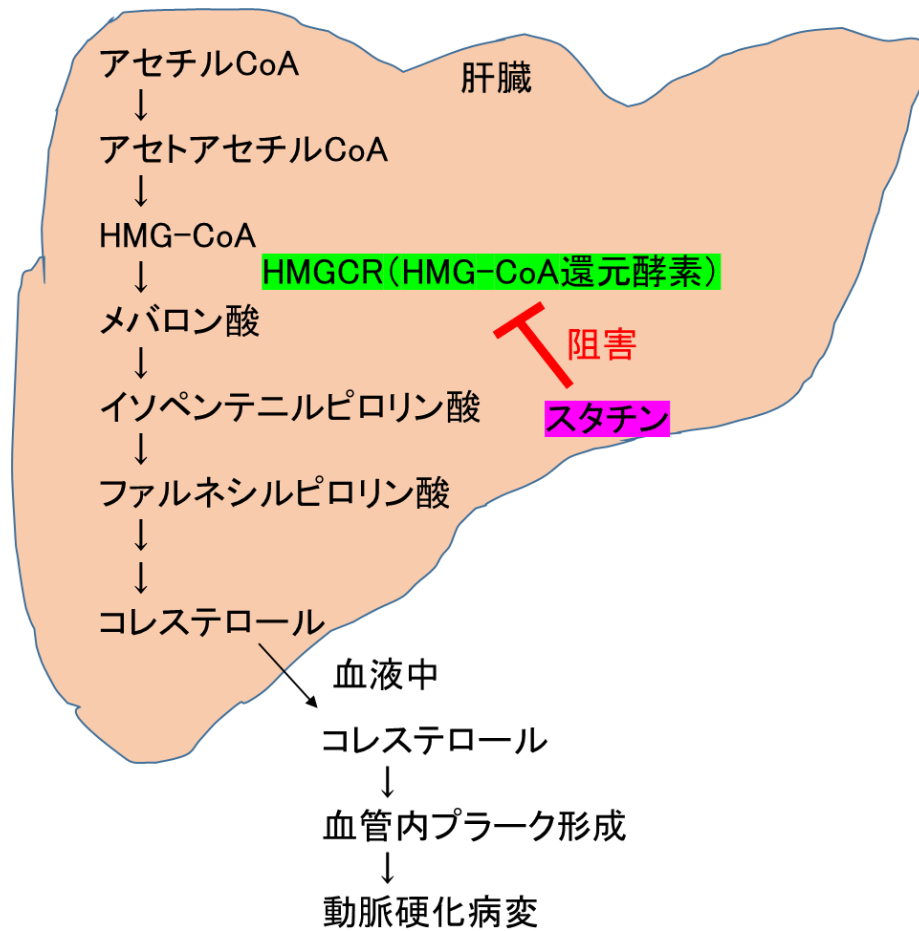 アセチルCoA
肝臓
↓
アセトアセチルCoA
↓
HMG-CoA
↓
HMGCR(HMG-CoA還元酵素)
メバロン酸
阻害
↓
イソペンテニルピロリン酸
スタチン
↓
ファルネシルピロリン酸
↓
↓
コレステロール
血液中
コレステロール
↓
血管内プラーク形成
↓
動脈硬化病変